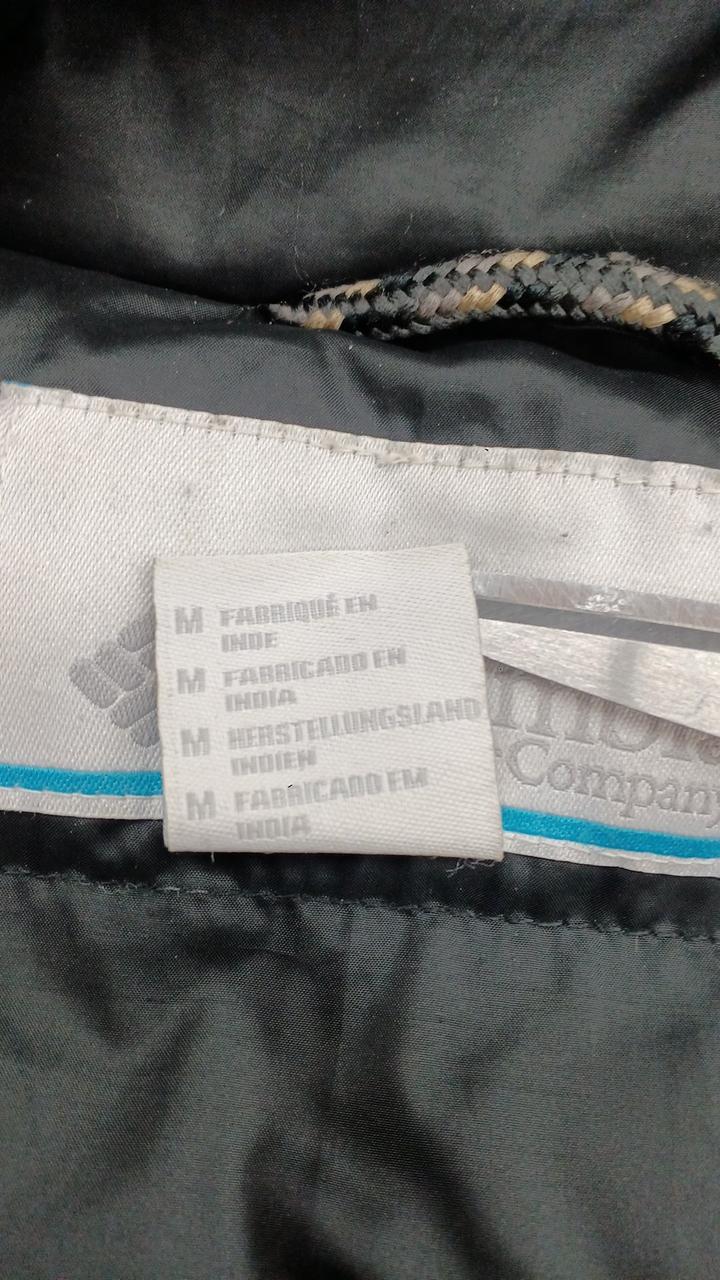 M FABRIQUÉ EN
INDE
M FABRICADO EN
INDIA
M HERSTELLUNGSLAND
INDIEN
M FABRICADO EM
INDIA
Company